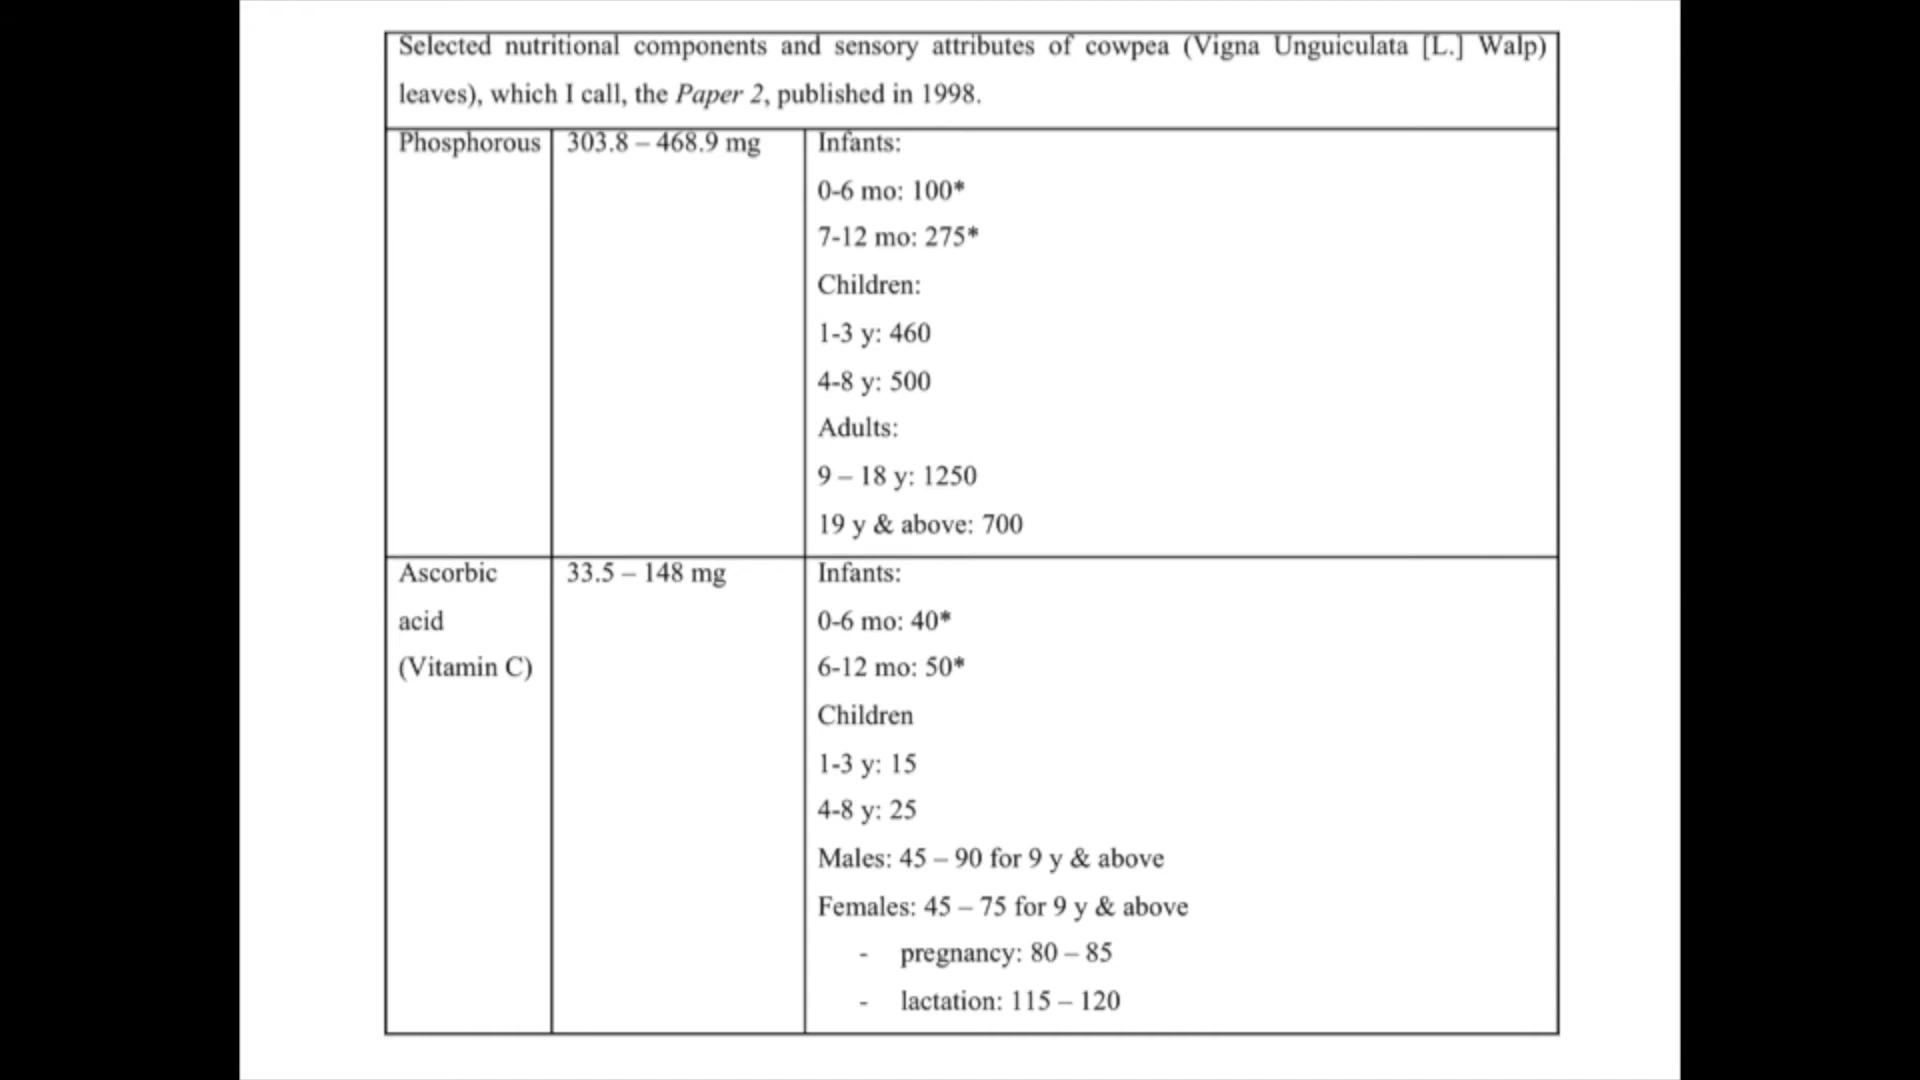 Selected nutritional components and sensory attributes of cowpea (Vigna Unguiculata [L.] Walp)
leaves), which I call, the Paper 2, published in 1998.
Phosphorous
303.8 – 468.9 mg
Infants:
0-6 mo: 100*
7-12 mo: 275*
Children:
1-3 y: 460
4-8 y: 500
Adults:
9 – 18 y: 1250
19 y & above: 700
Ascorbic
acid
(Vitamin C)
33.5 – 148 mg
Infants:
0-6 mo: 40*
6-12 mo: 50*
Children
1-3 y: 15
4-8 y: 25
Males: 45 – 90 for 9 y & above
Females: 45 – 75 for 9 y & above
- pregnancy: 80 – 85
- lactation: 115 – 120